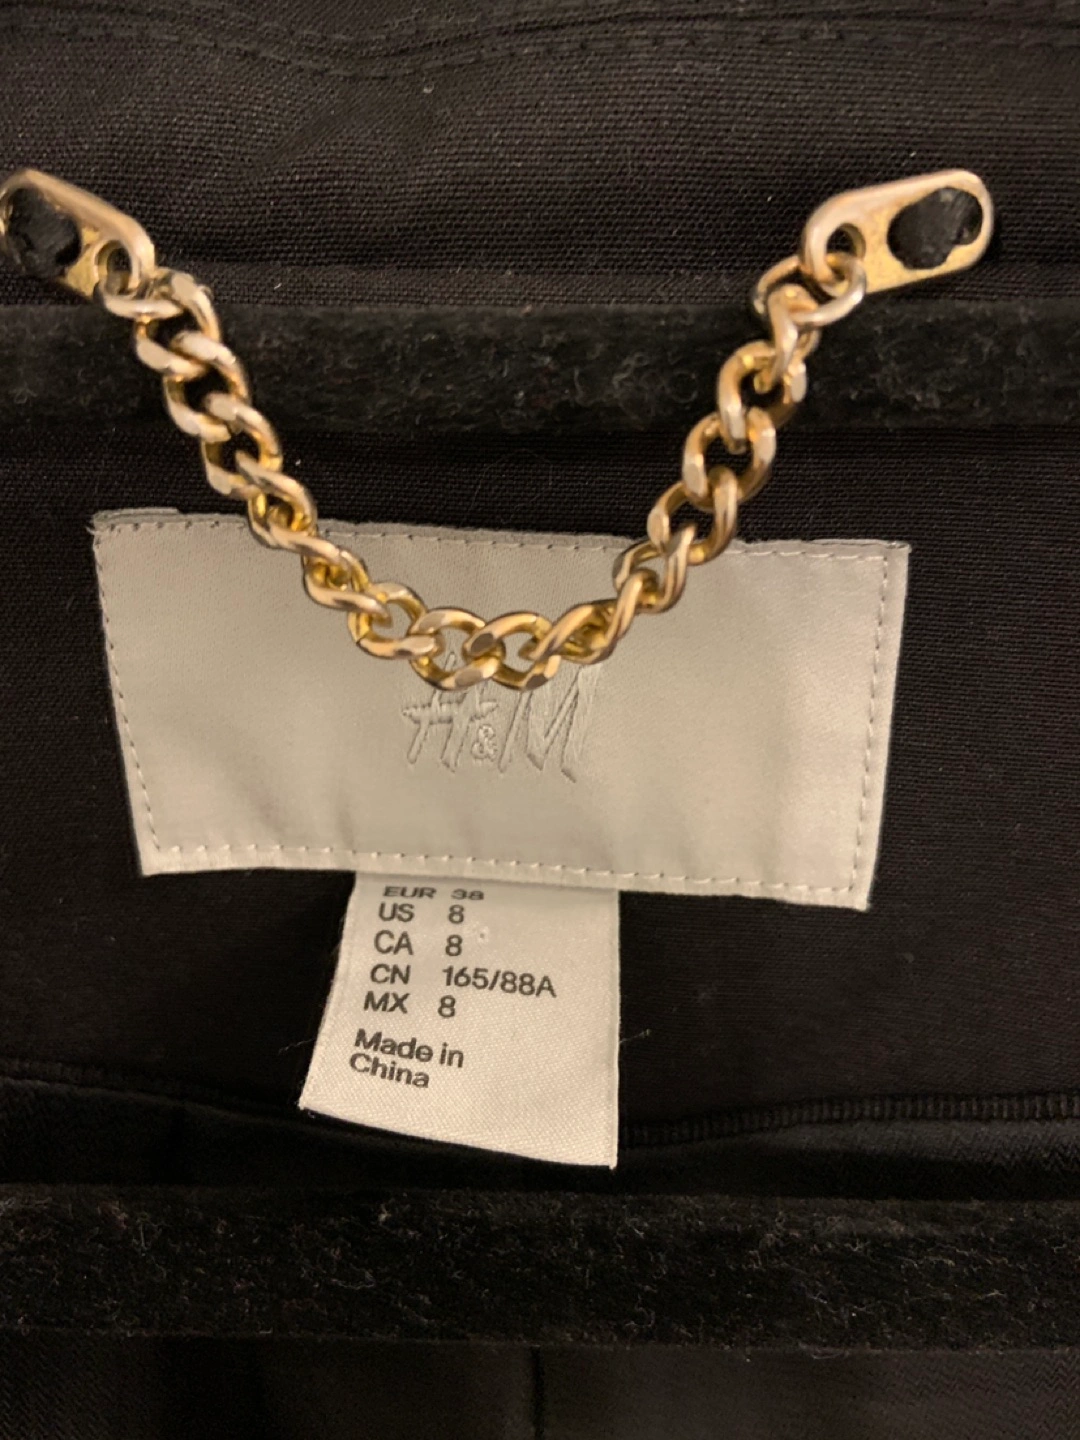 H&M
EUR 38
US 8
CA 8
CN 165/88A
MX 8
Made in
China